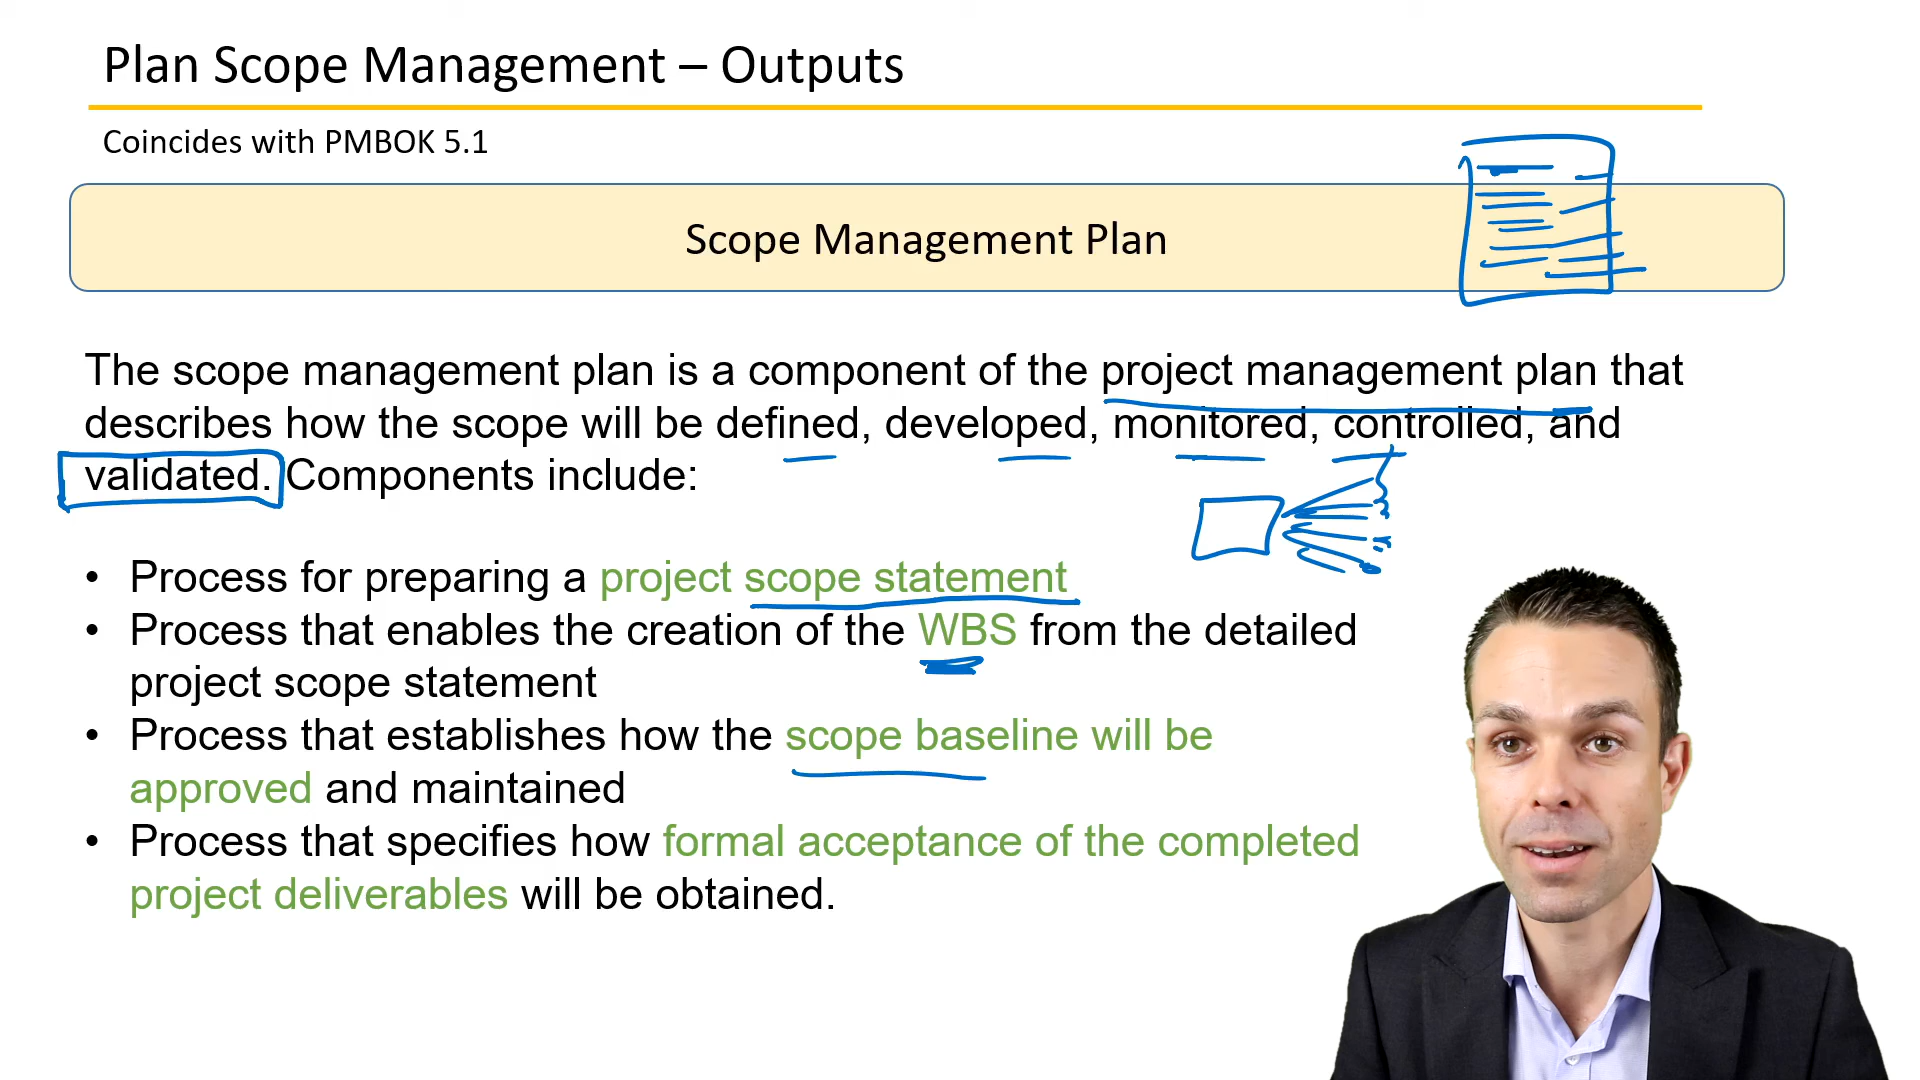 Plan Scope Management – Outputs
Coincides with PMBOK 5.1
Scope Management Plan
The scope management plan is a component of the project management plan that
describes how the scope will be defined, developed, monitored, controlled, and
validated. Components include:
• Process for preparing a project scope statement
• Process that enables the creation of the WBS from the detailed
project scope statement
• Process that establishes how the scope baseline will be
approved and maintained
• Process that specifies how formal acceptance of the completed
project deliverables will be obtained.